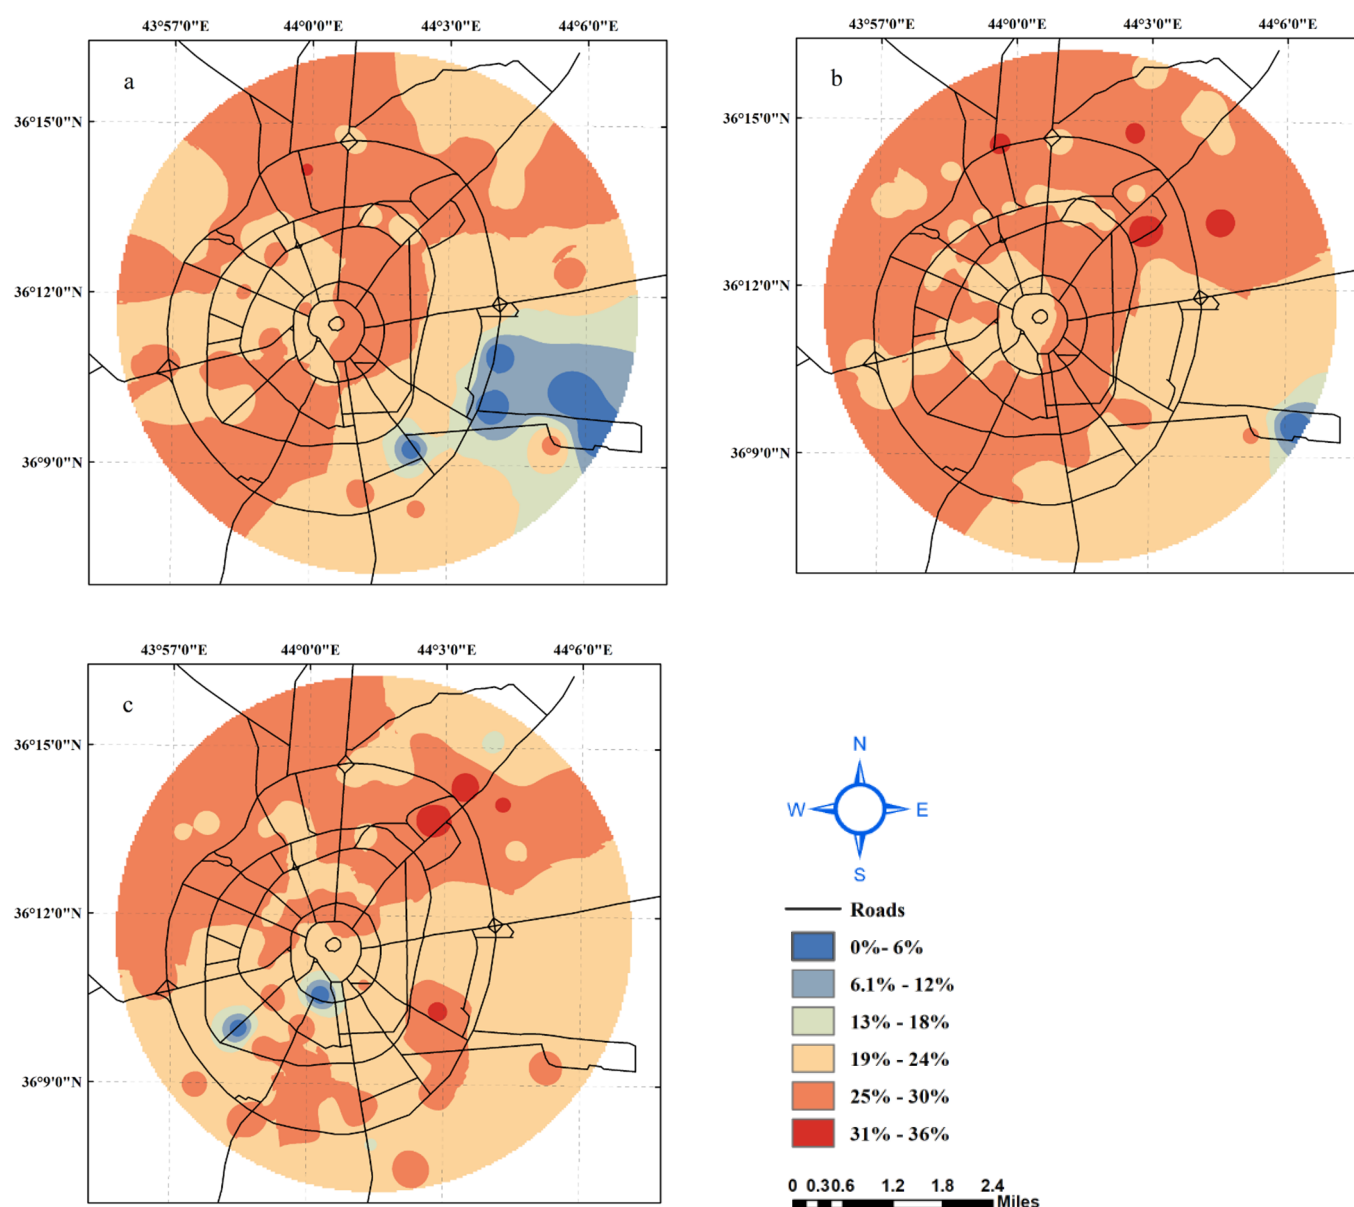 43°57'0"E 44°0'0"E 44°3'0"E 44°6'0"E
a
36°15'0"N
36°12'0"N
36°9'0"N
43°57'0"E 44°0'0"E 44°3'0"E 44°6'0"E
b
36°15'0"N
36°12'0"N
36°9'0"N
43°57'0"E 44°0'0"E 44°3'0"E 44°6'0"E
c
36°15'0"N
36°12'0"N
36°9'0"N
N
W E
S
Roads
0%- 6%
6.1% - 12%
13% - 18%
19% - 24%
25% - 30%
31% - 36%
0 0.30.6 1.2 1.8 2.4
Miles